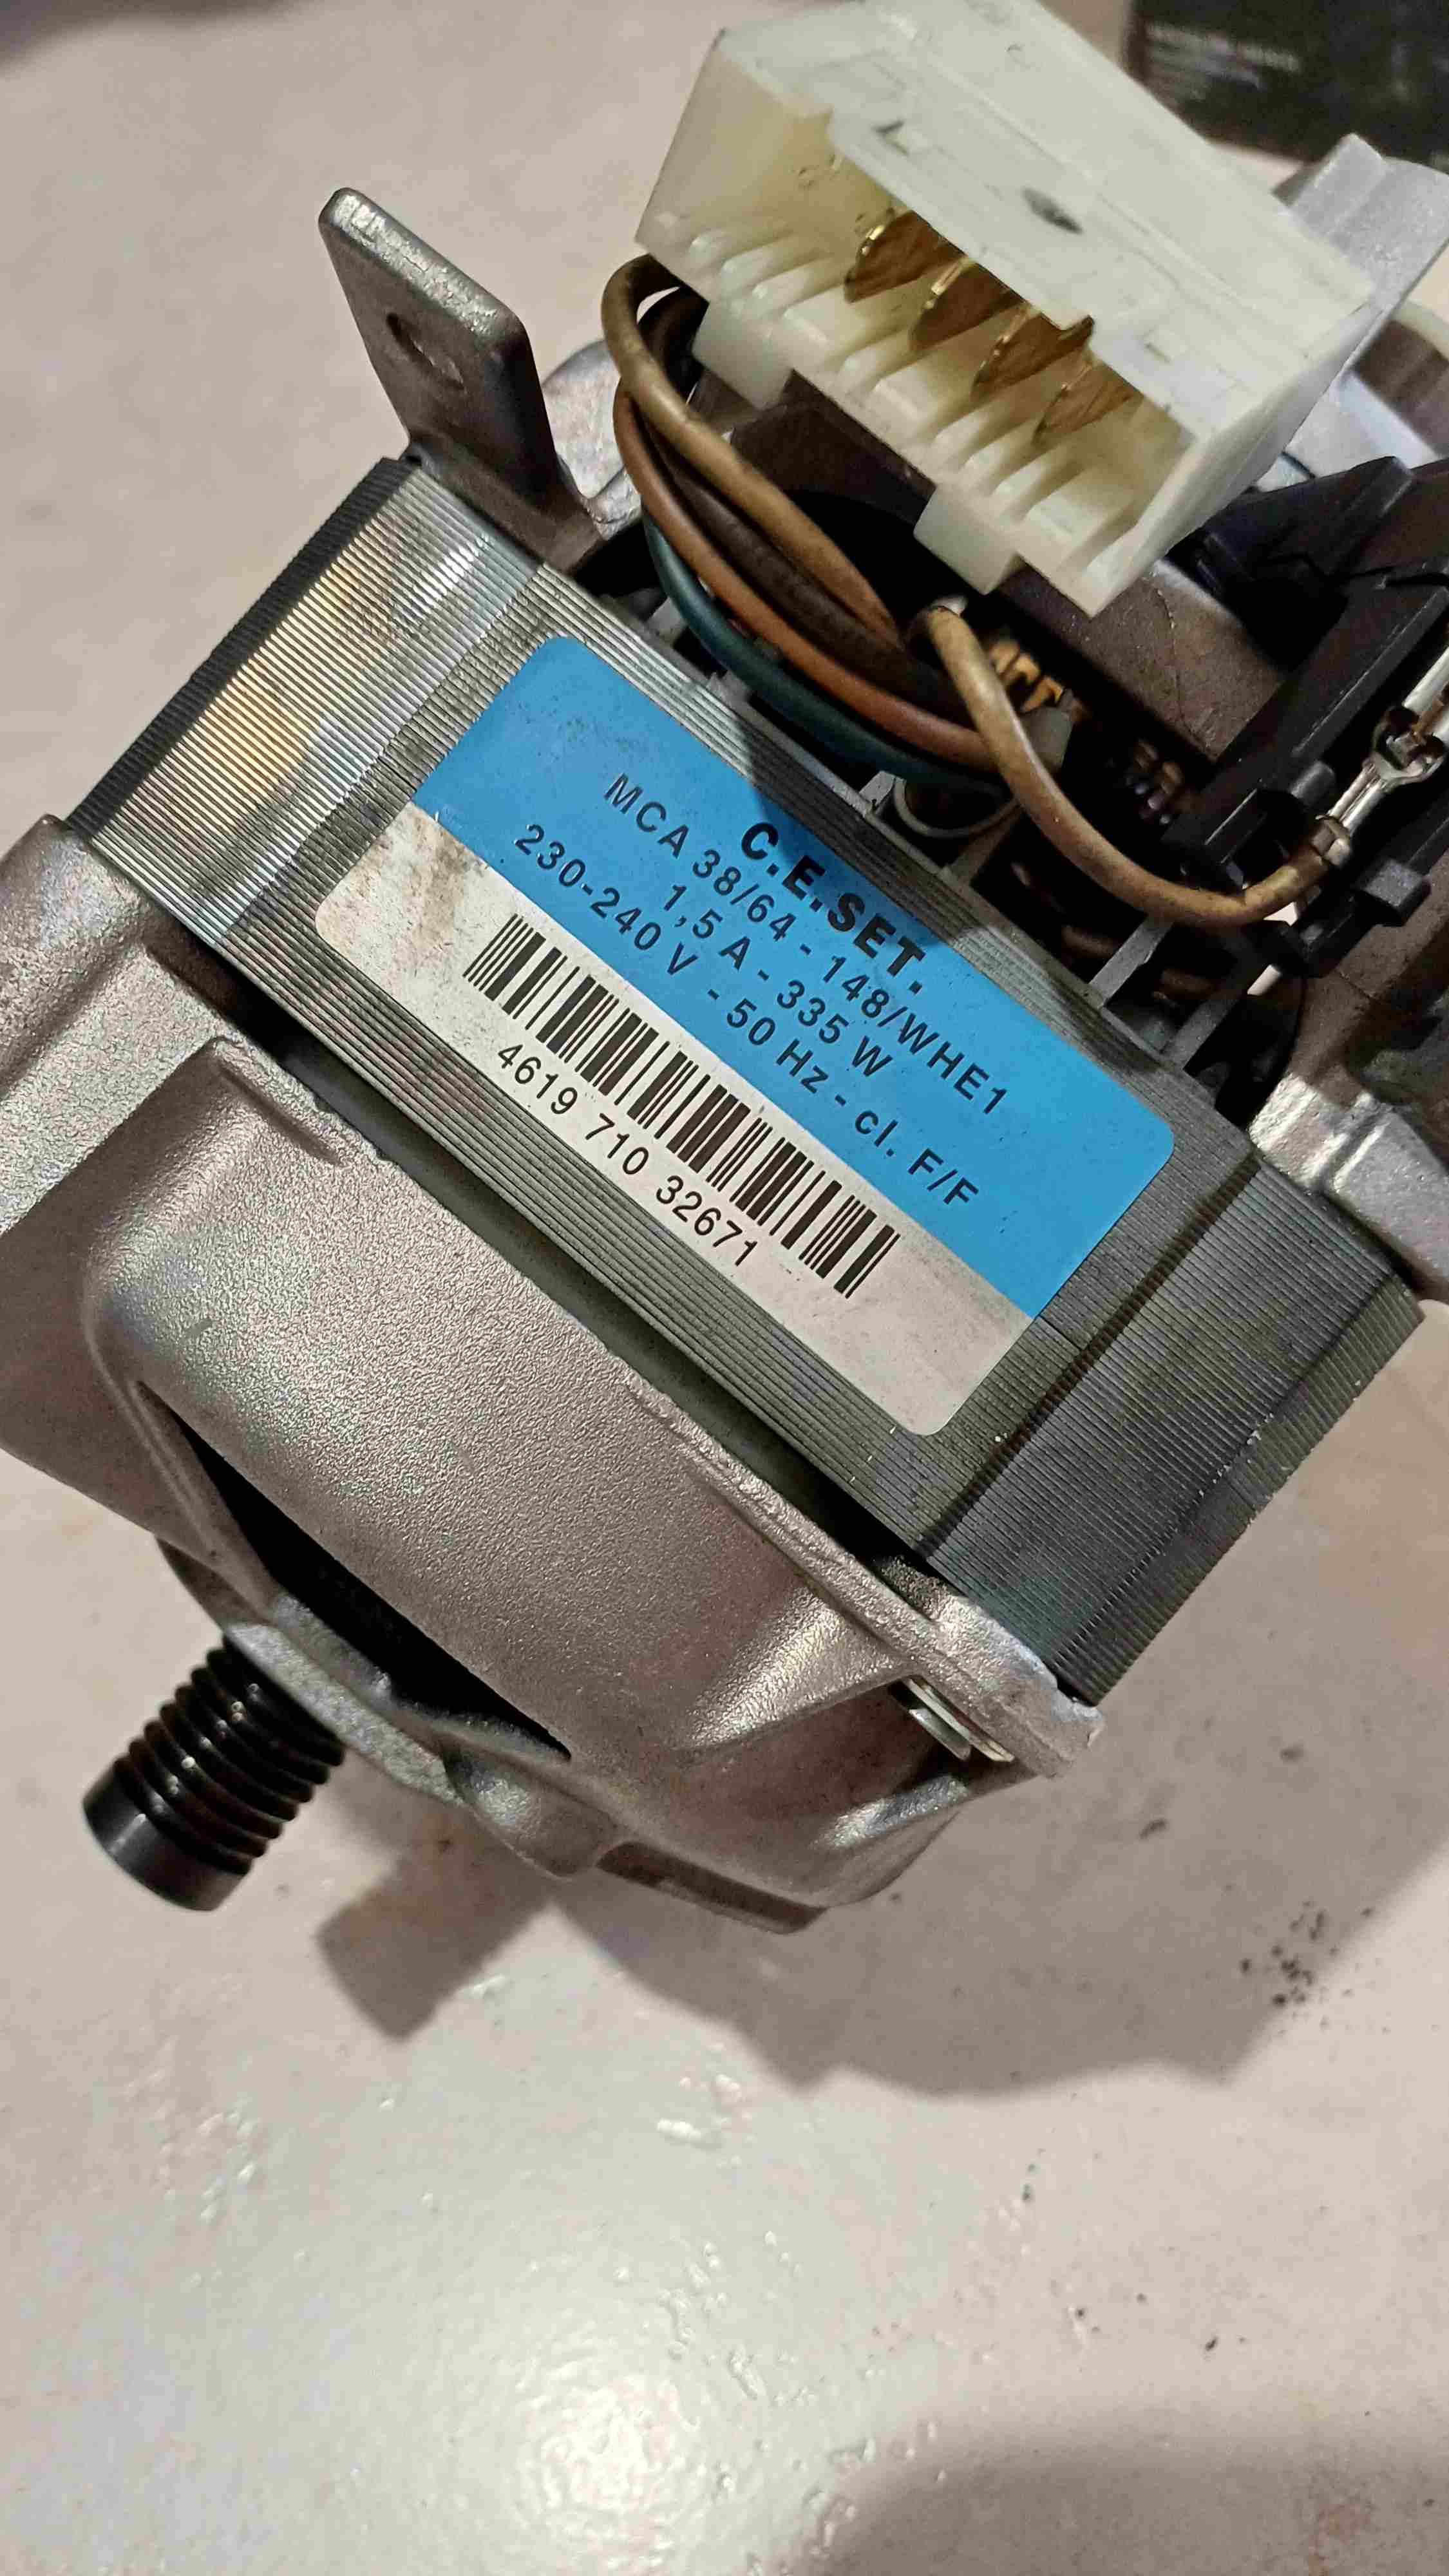 C.E.SET.
MCA 38/64 - 148/WHE1
1,5 A - 335 W
230-240 V - 50 Hz - cl. F/F
4619 710 32671